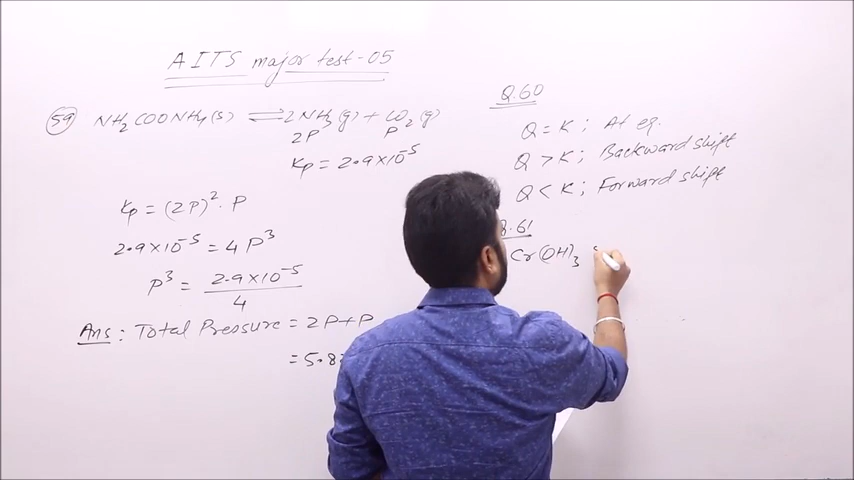 AITS major test-05
59 NH2COONH4(s) ⇌ 2NH3(g) + CO2(g)
2P P
Kp = 2.9×10^-5
Kp = (2P)^2 . P
2.9×10^-5 = 4P^3
P^3 = 2.9×10^-5 / 4
Ans: Total Pressure = 2P+P
= 5.8
Q.60
Q = K ; At eq.
Q > K ; Backward shift
Q < K ; Forward shift
Q.61
Cr(OH)3